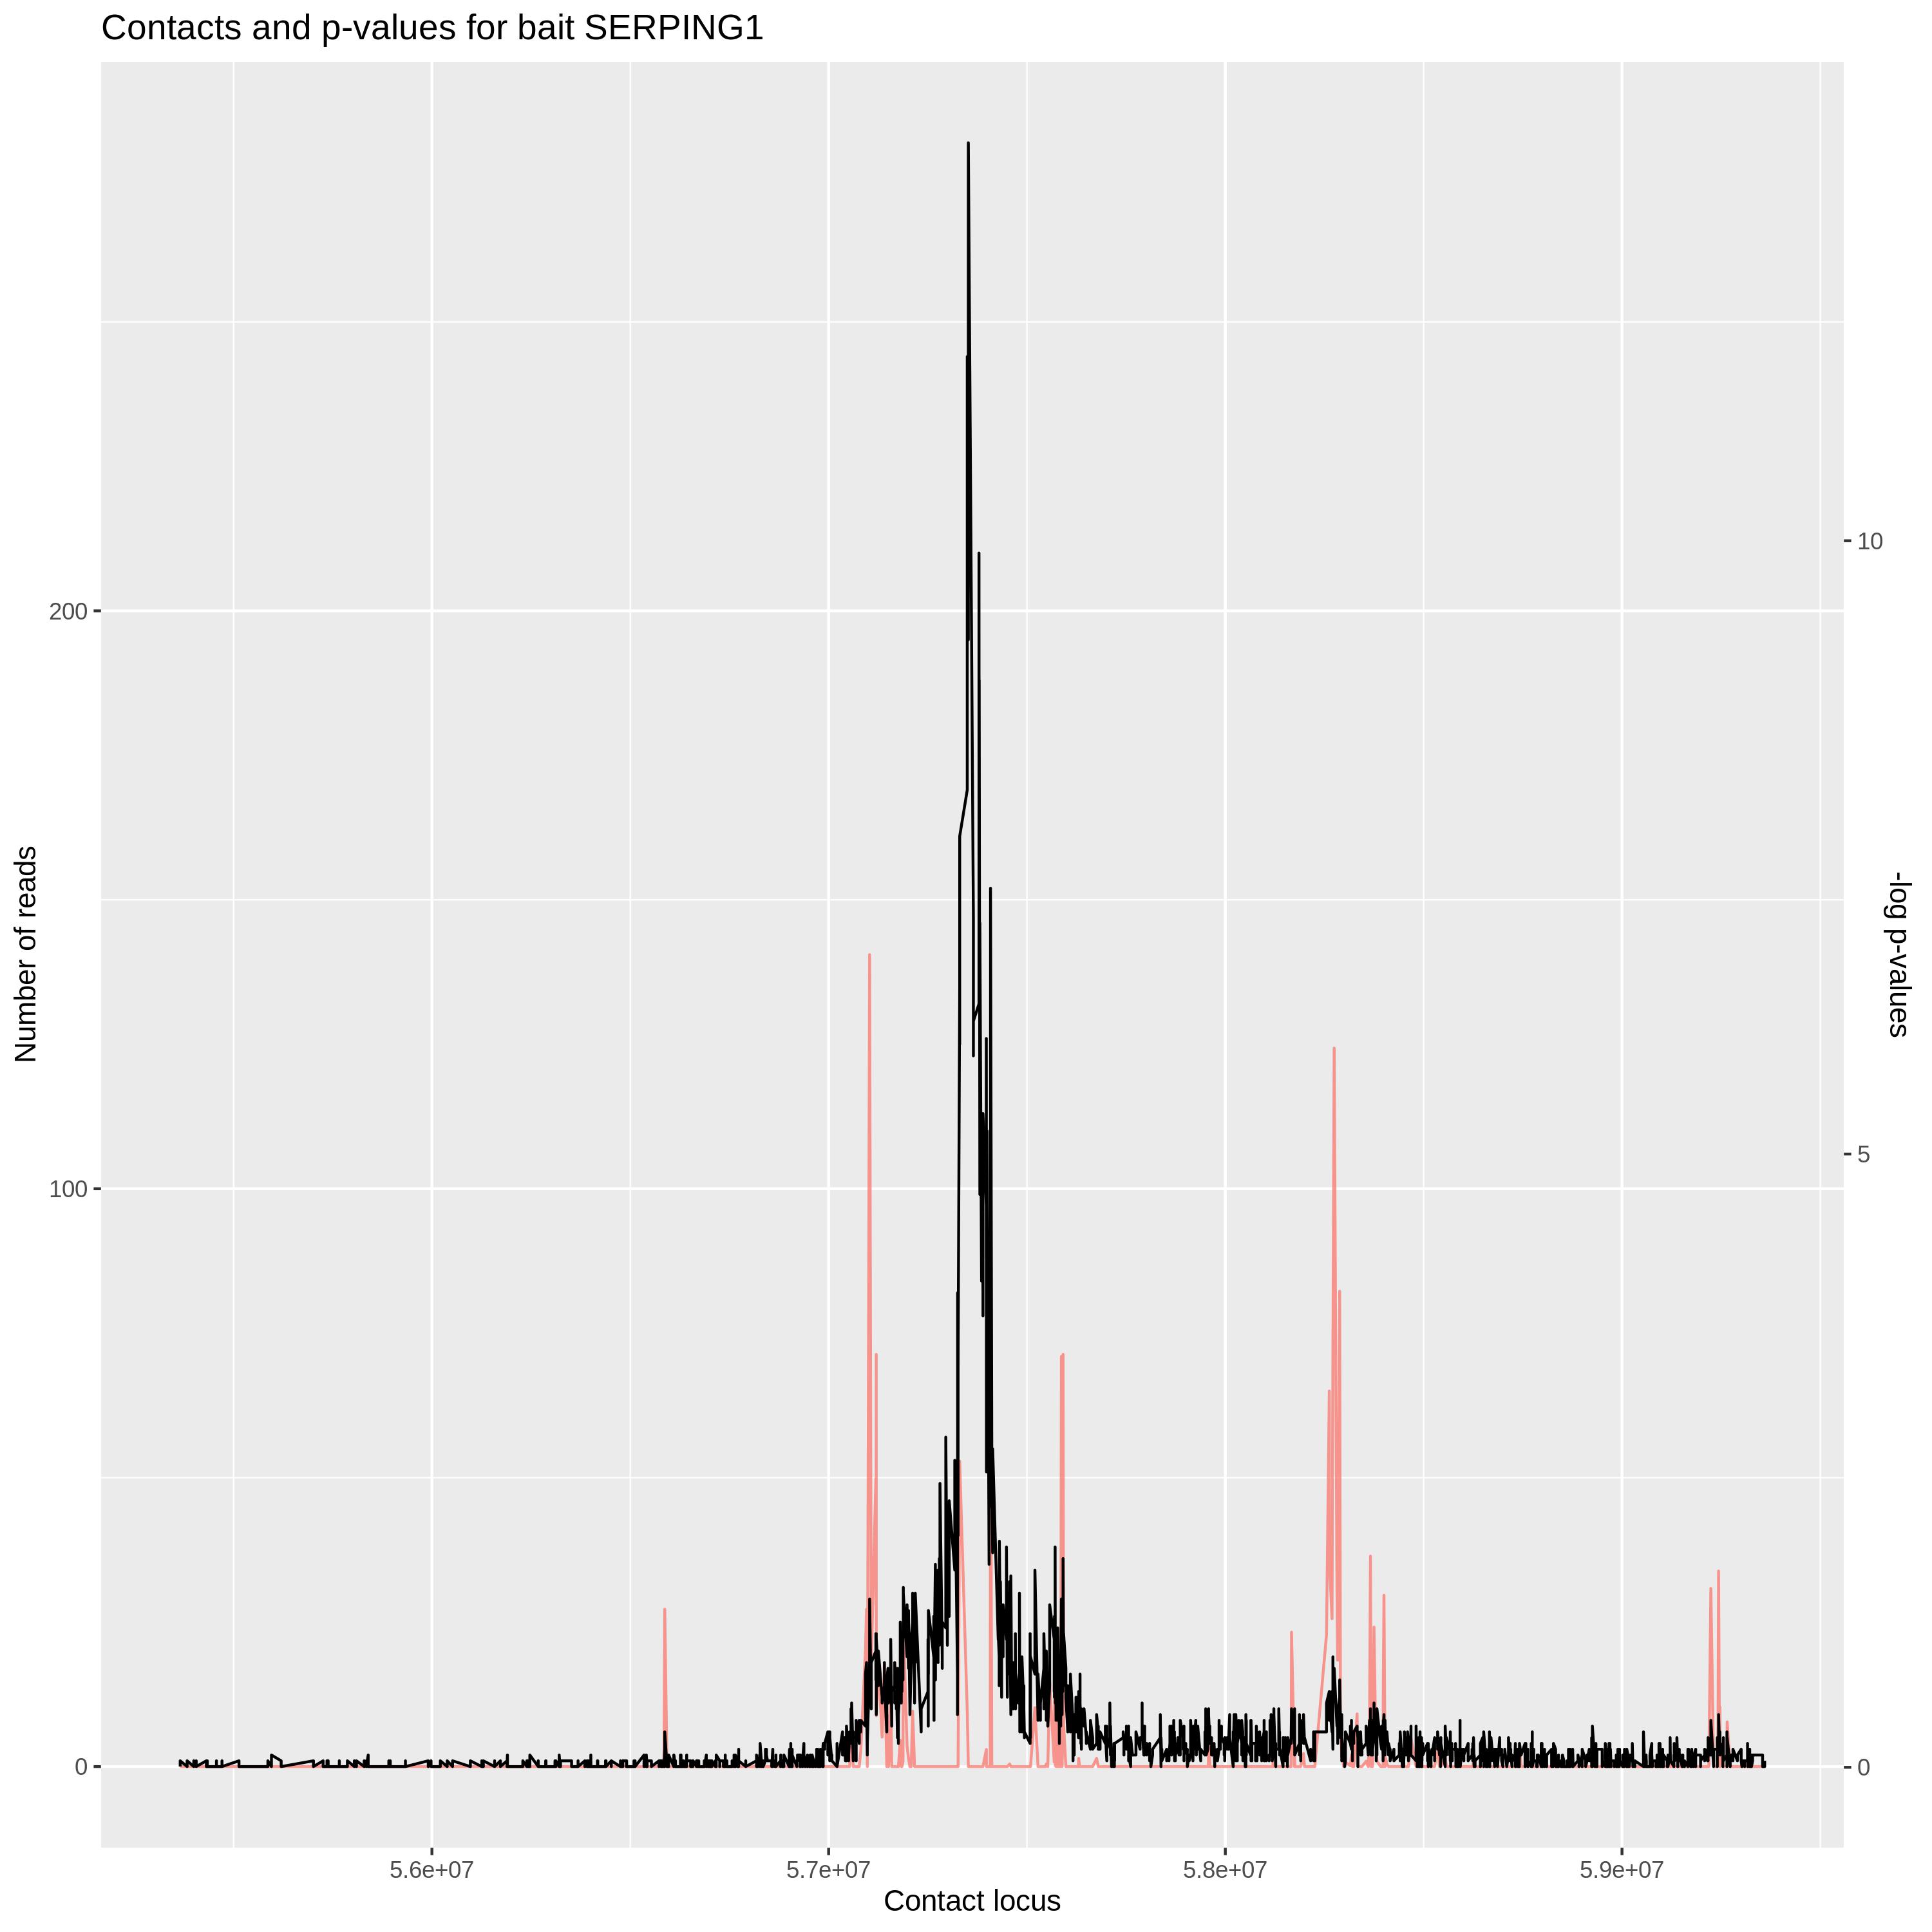 Contacts and p-values for bait SERPING1
Number of reads
200
100
0
10
5
0
-log p-values
5.6e+07 5.7e+07 5.8e+07 5.9e+07
Contact locus